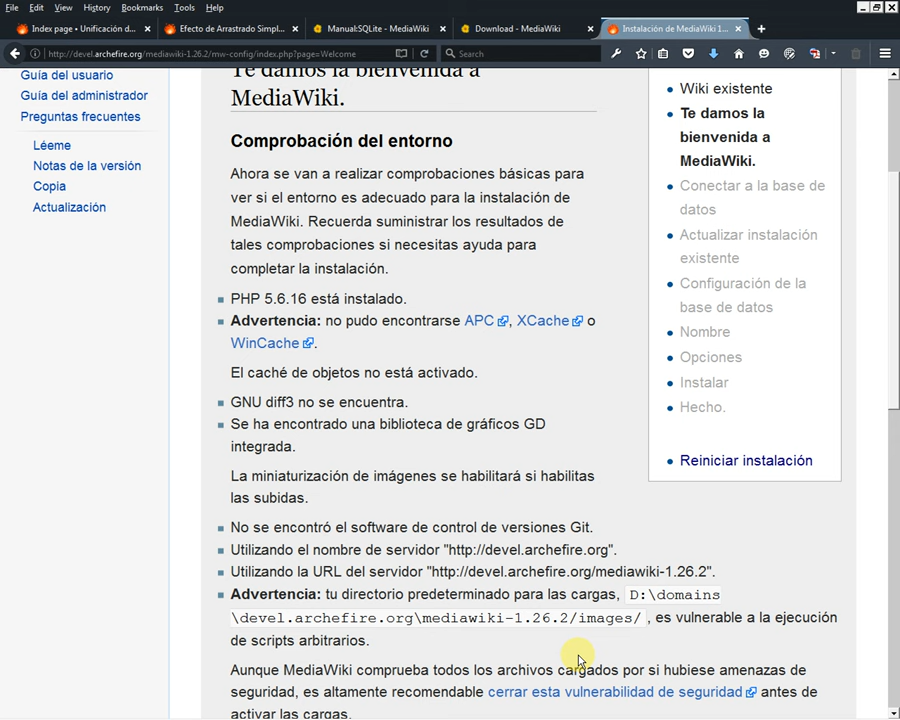 File Edit View History Bookmarks Tools Help
Index page • Unificación d...
Efecto de Arrastrado Simpl...
Manual:SQLite - MediaWiki
Download - MediaWiki
Instalación de MediaWiki 1...
http://devel.archefire.org/mediawiki-1.26.2/mw-config/index.php?page=Welcome
Search
Guía del usuario
Guía del administrador
Preguntas frecuentes
Léeme
Notas de la versión
Copia
Actualización
Te damos la bienvenida a
MediaWiki.
Comprobación del entorno
Ahora se van a realizar comprobaciones básicas para
ver si el entorno es adecuado para la instalación de
MediaWiki. Recuerda suministrar los resultados de
tales comprobaciones si necesitas ayuda para
completar la instalación.
PHP 5.6.16 está instalado.
Advertencia: no pudo encontrarse APC, XCache o
WinCache.
El caché de objetos no está activado.
GNU diff3 no se encuentra.
Se ha encontrado una biblioteca de gráficos GD
integrada.
La miniaturización de imágenes se habilitará si habilitas
las subidas.
No se encontró el software de control de versiones Git.
Utilizando el nombre de servidor "http://devel.archefire.org".
Utilizando la URL del servidor "http://devel.archefire.org/mediawiki-1.26.2".
Advertencia: tu directorio predeterminado para las cargas, D:\domains
\devel.archefire.org\mediawiki-1.26.2/images/, es vulnerable a la ejecución
de scripts arbitrarios.
Aunque MediaWiki comprueba todos los archivos cargados por si hubiese amenazas de
seguridad, es altamente recomendable cerrar esta vulnerabilidad de seguridad antes de
activar las cargas.
Wiki existente
Te damos la
bienvenida a
MediaWiki.
Conectar a la base de
datos
Actualizar instalación
existente
Configuración de la
base de datos
Nombre
Opciones
Instalar
Hecho.
Reiniciar instalación